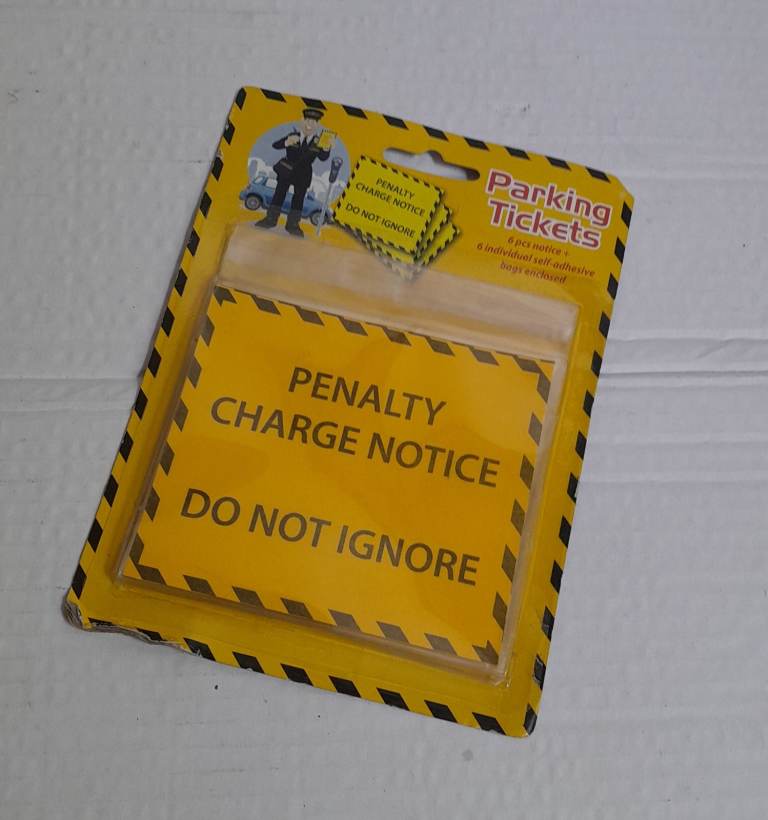 PENALTY
CHARGE NOTICE
DO NOT IGNORE
Parking
Tickets
6 pcs notice +
6 individual self-adhesive
bags enclosed
PENALTY
CHARGE NOTICE
DO NOT IGNORE